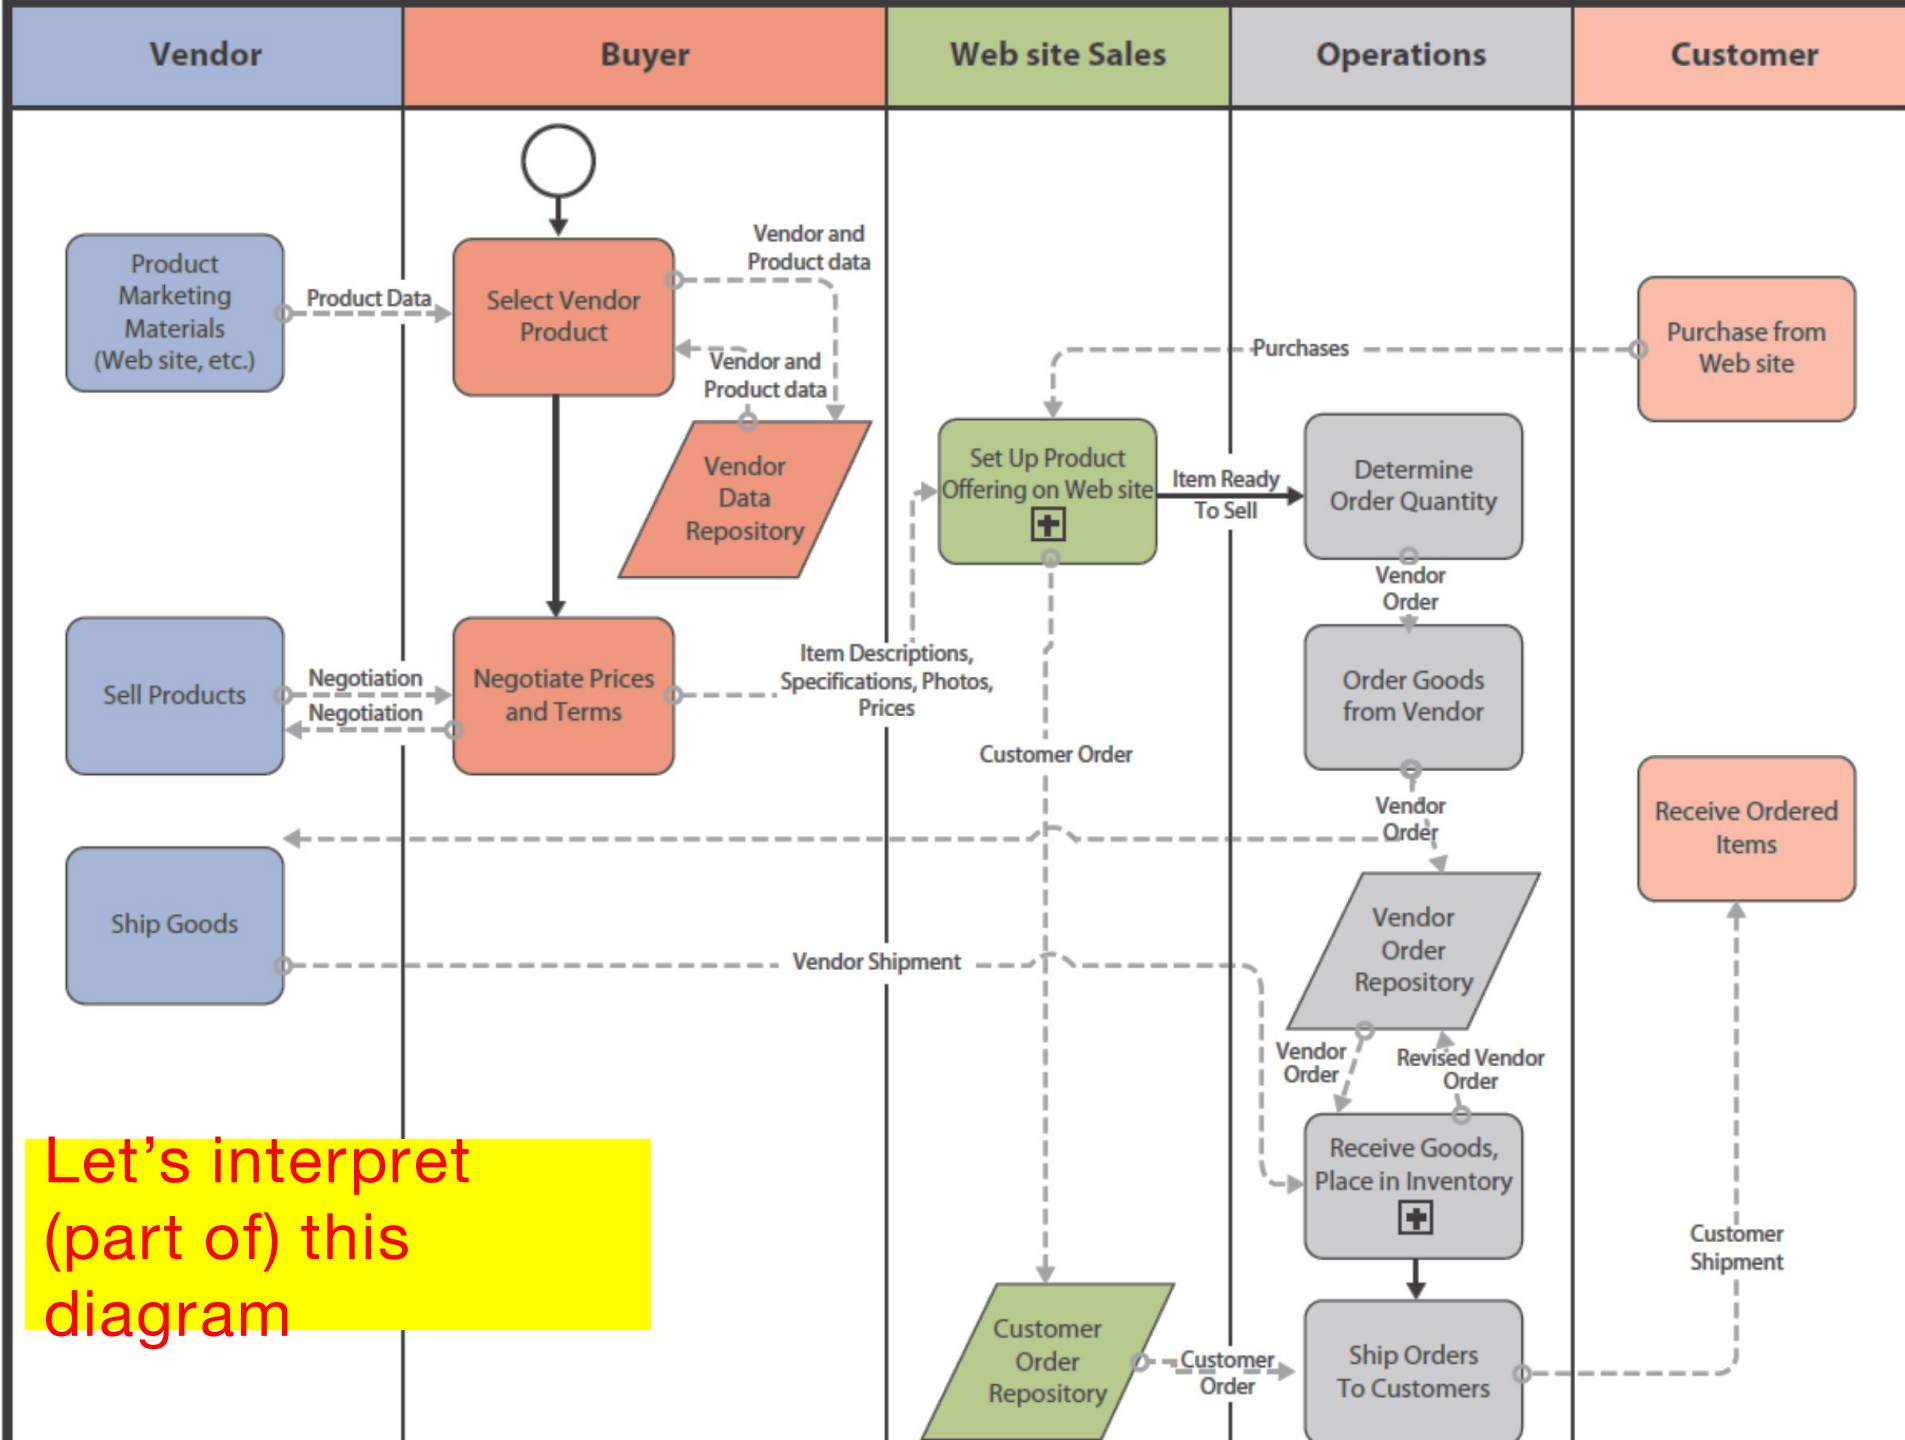 Vendor
Buyer
Web site Sales
Operations
Customer
Product
Marketing
Materials
(Web site, etc.)
Product Data
Select Vendor
Product
Vendor and
Product data
Vendor and
Product data
Vendor
Data
Repository
Purchases
Purchase from
Web site
Set Up Product
Offering on Web site
Item Ready
To Sell
Determine
Order Quantity
Vendor
Order
Sell Products
Negotiation
Negotiation
Negotiate Prices
and Terms
Item Descriptions,
Specifications, Photos,
Prices
Order Goods
from Vendor
Customer Order
Vendor
Order
Receive Ordered
Items
Ship Goods
Vendor Shipment
Vendor
Order
Repository
Vendor
Order
Revised Vendor
Order
Receive Goods,
Place in Inventory
Let’s interpret
(part of) this
diagram
Customer
Shipment
Customer
Order
Repository
Customer
Order
Ship Orders
To Customers